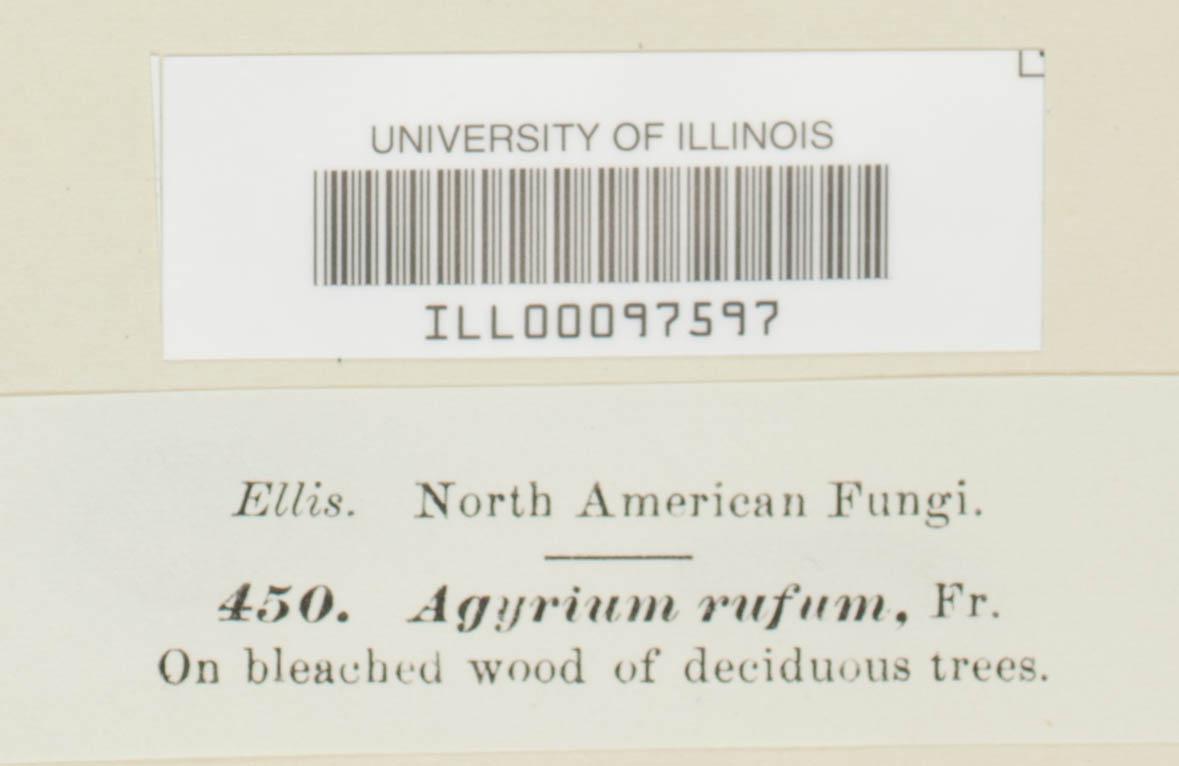 UNIVERSITY OF ILLINOIS
ILL00097597
Ellis. North American Fungi.
450. Agyrium rufum, Fr.
On bleached wood of deciduous trees.